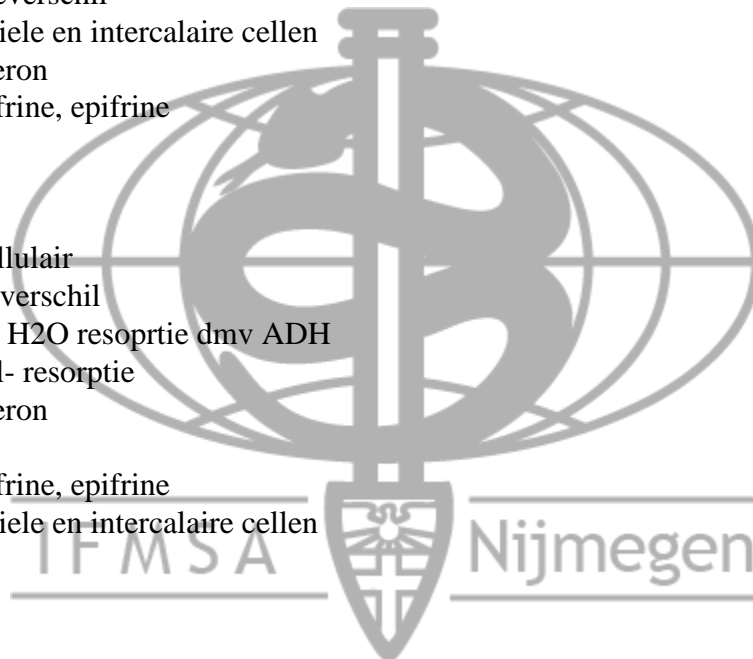 everschil
iele en intercalaire cellen
eron
frine, epifrine
llulair
verschil
H2O resoprtie dmv ADH
l- resorptie
eron
frine, epifrine
iele en intercalaire cellen
IFMSA Nijmegen